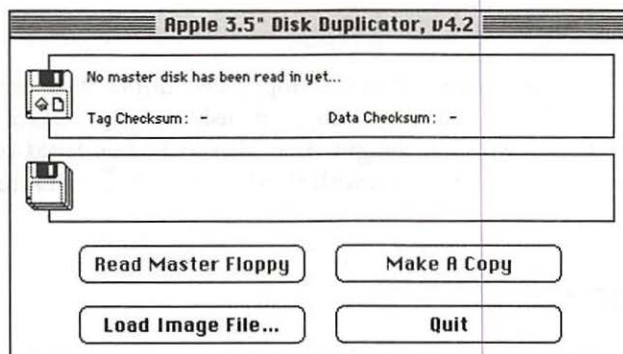 Apple 3.5" Disk Duplicator, v4.2
No master disk has been read in yet...
Tag Checksum: - Data Checksum: -
Read Master Floppy Make A Copy
Load Image File... Quit